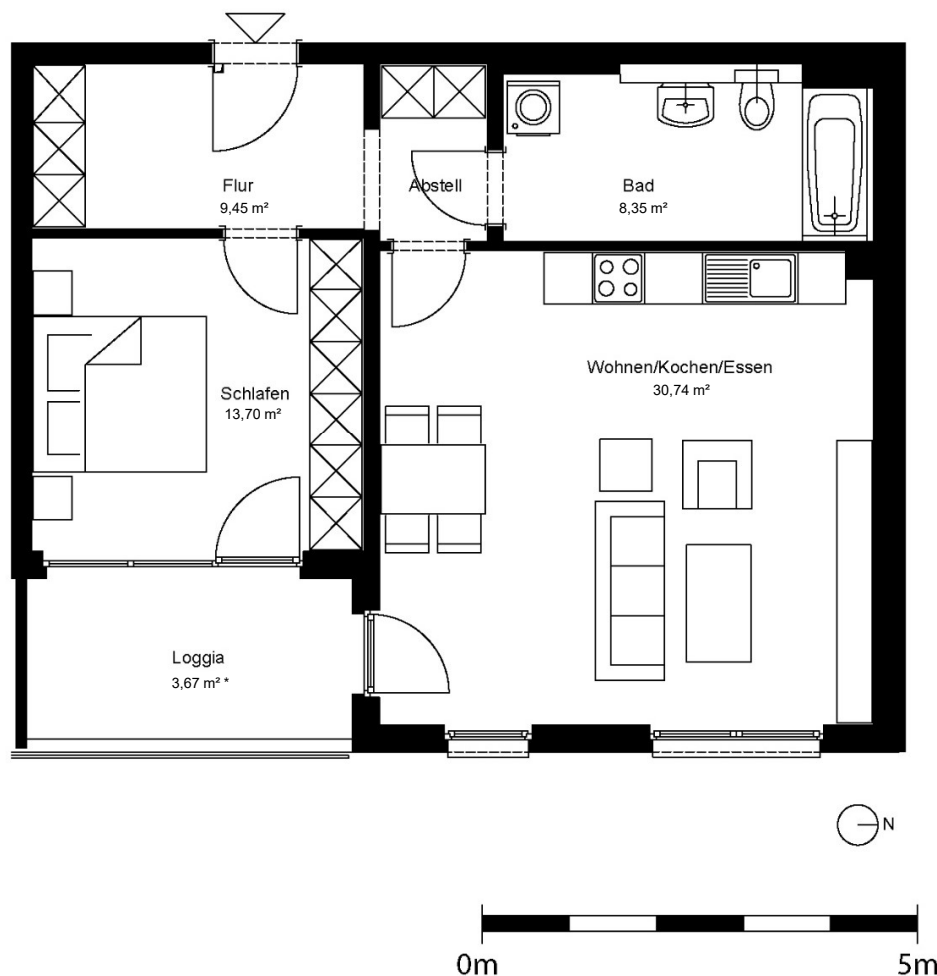 Flur
9,45 m²
Abstell
Bad
8,35 m²
Wohnen/Kochen/Essen
30,74 m²
Schlafen
13,70 m²
Loggia
3,67 m² *
N
0m
5m